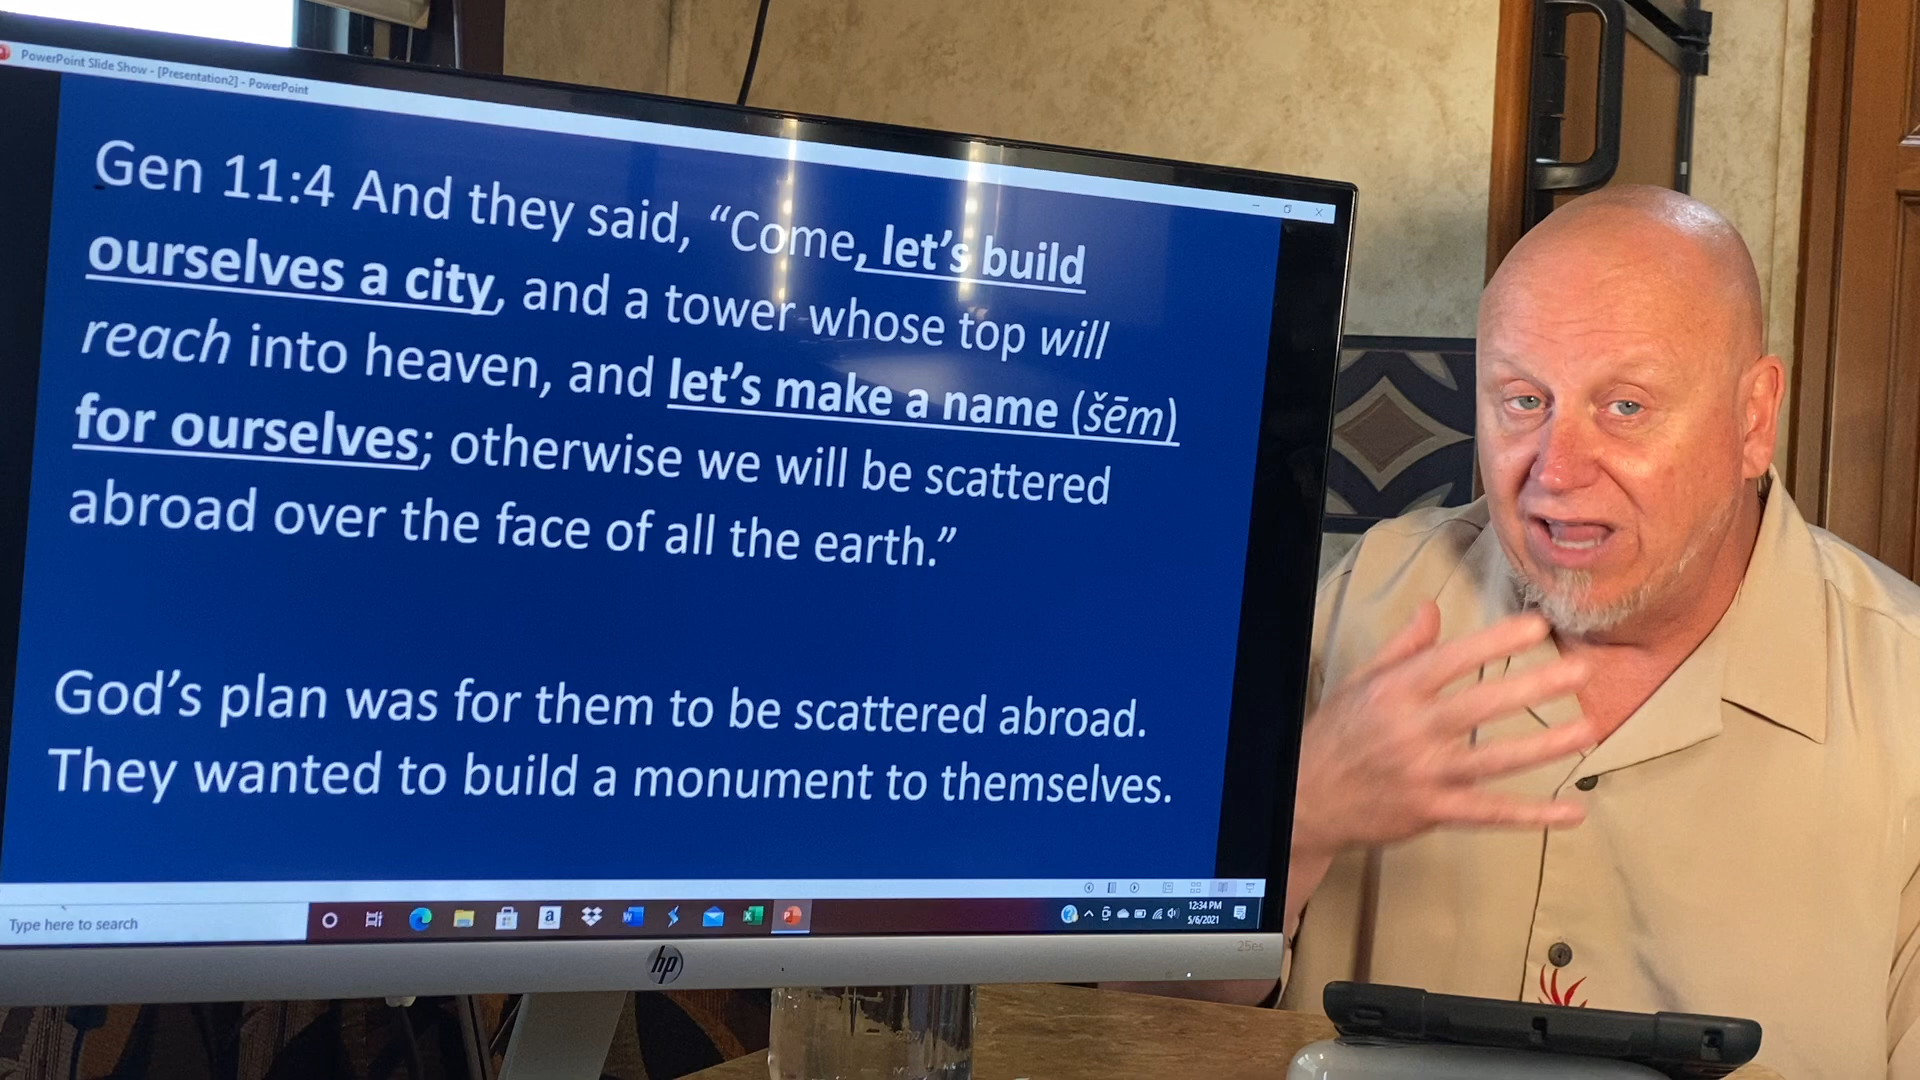 PowerPoint Slide Show - [Presentation2] - PowerPoint
Gen 11:4 And they said, “Come, let’s build
ourselves a city, and a tower whose top will
reach into heaven, and let’s make a name (šēm)
for ourselves; otherwise we will be scattered
abroad over the face of all the earth.”
God’s plan was for them to be scattered abroad.
They wanted to build a monument to themselves.
Type here to search
12:34 PM
5/6/2021
hp
25es